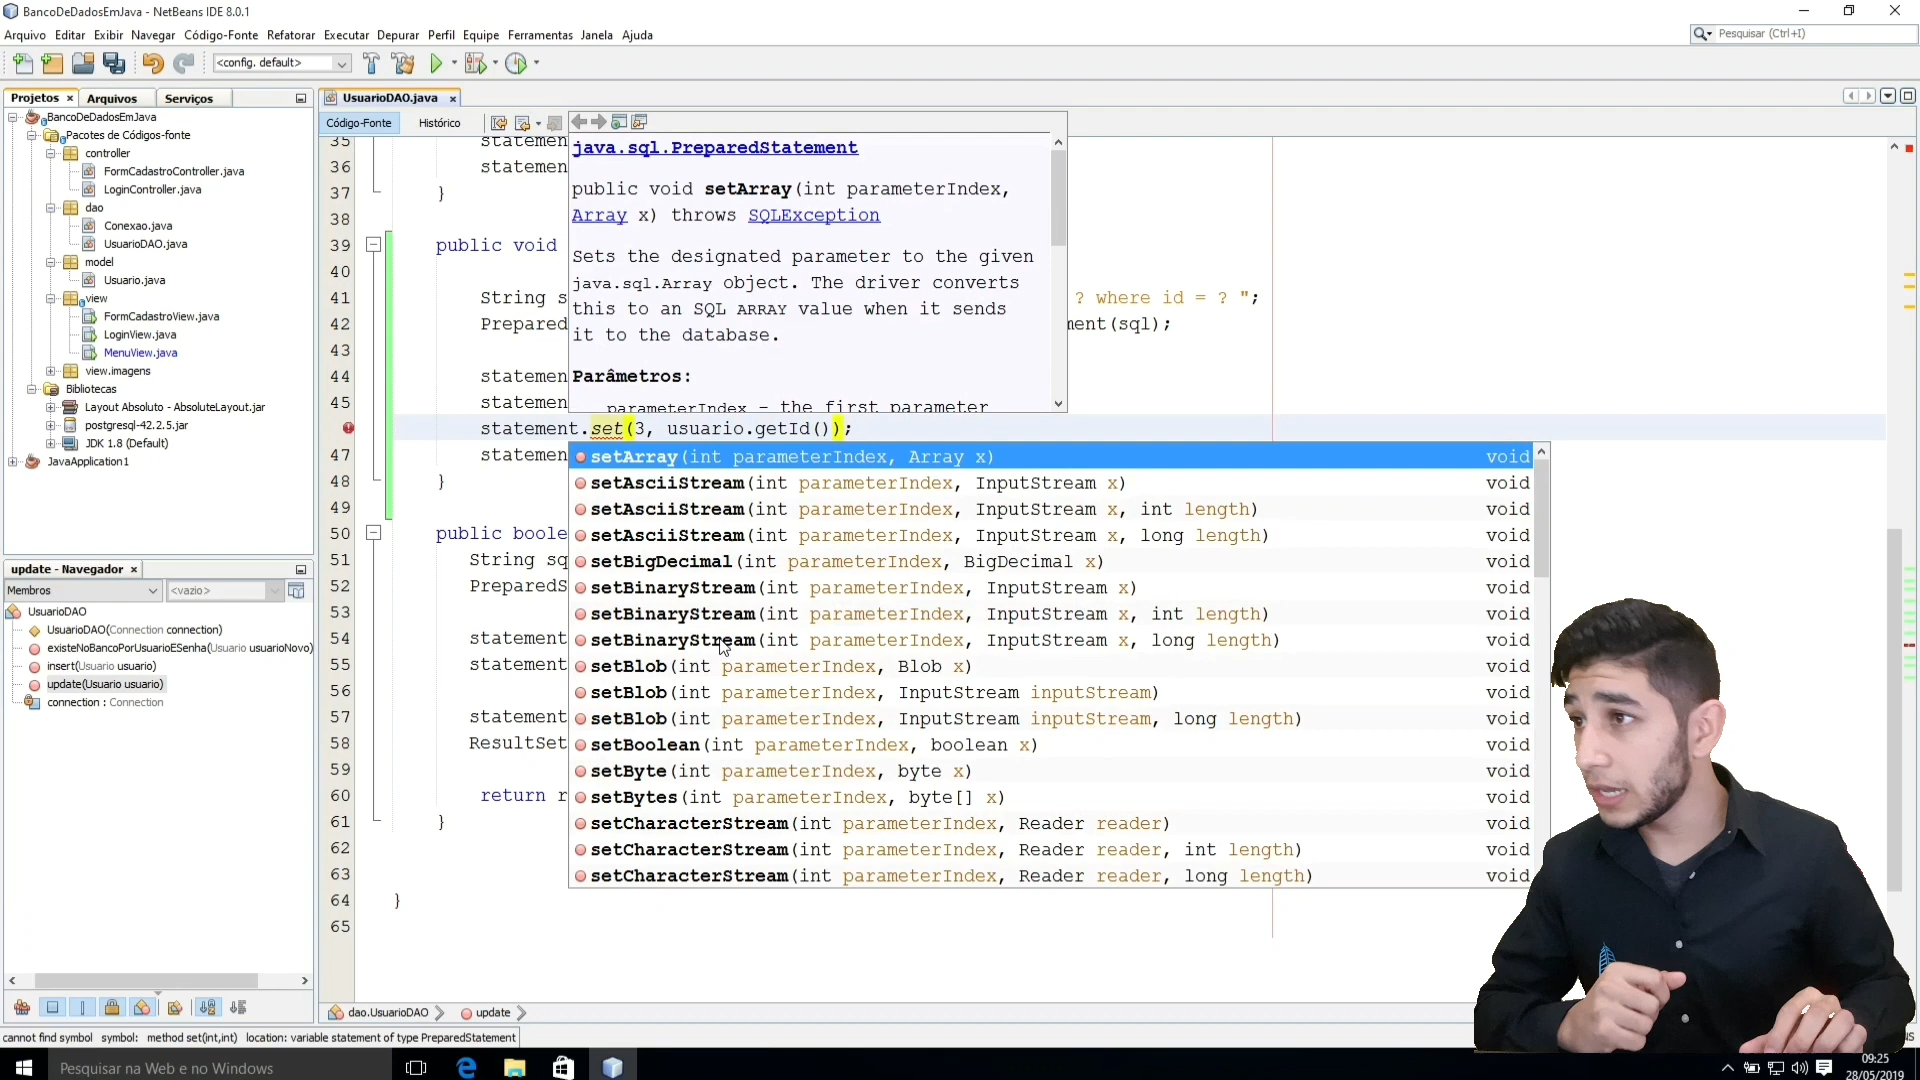 BancoDeDadosEmJava - NetBeans IDE 8.0.1
Arquivo Editar Exibir Navegar Código-Fonte Refatorar Executar Depurar Perfil Equipe Ferramentas Janela Ajuda
Pesquisar (Ctrl+I)
<config. default>
Projetos
Arquivos
Serviços
BancoDeDadosEmJava
Pacotes de Códigos-fonte
controller
FormCadastroController.java
LoginController.java
dao
Conexao.java
UsuarioDAO.java
model
Usuario.java
view
FormCadastroView.java
LoginView.java
MenuView.java
view.imagens
Bibliotecas
Layout Absoluto - AbsoluteLayout.jar
postgresql-42.2.5.jar
JDK 1.8 (Default)
JavaApplication1
update - Navegador
Membros
<vazio>
UsuarioDAO
UsuarioDAO(Connection connection)
existeNoBancoPorUsuarioESenha(Usuario usuarioNovo)
insert(Usuario usuario)
update(Usuario usuario)
connection : Connection
UsuarioDAO.java
Código-Fonte Histórico
35 statemen
36 statemen
37 }
38
39 public void
40
41 String s ? where id = ? ";
42 Prepared ment(sql);
43
44 statemen
45 statemen
statement.set(3, usuario.getId());
47 statemen
48 }
49
50 public boole
51 String sq
52 PreparedS
53
54 statement
55 statement
56
57 statement
58 ResultSet
59
60 return r
61 }
62
63
64 }
65
java.sql.PreparedStatement
public void setArray(int parameterIndex,
Array x) throws SQLException
Sets the designated parameter to the given
java.sql.Array object. The driver converts
this to an SQL ARRAY value when it sends
it to the database.
Parâmetros:
parameterIndex - the first parameter
setArray(int parameterIndex, Array x) void
setAsciiStream(int parameterIndex, InputStream x) void
setAsciiStream(int parameterIndex, InputStream x, int length) void
setAsciiStream(int parameterIndex, InputStream x, long length) void
setBigDecimal(int parameterIndex, BigDecimal x) void
setBinaryStream(int parameterIndex, InputStream x) void
setBinaryStream(int parameterIndex, InputStream x, int length) void
setBinaryStream(int parameterIndex, InputStream x, long length) void
setBlob(int parameterIndex, Blob x) void
setBlob(int parameterIndex, InputStream inputStream) void
setBlob(int parameterIndex, InputStream inputStream, long length) void
setBoolean(int parameterIndex, boolean x) void
setByte(int parameterIndex, byte x) void
setBytes(int parameterIndex, byte[] x) void
setCharacterStream(int parameterIndex, Reader reader) void
setCharacterStream(int parameterIndex, Reader reader, int length) void
setCharacterStream(int parameterIndex, Reader reader, long length) void
dao.UsuarioDAO
update
cannot find symbol symbol: method set(int,int) location: variable statement of type PreparedStatement
Pesquisar na Web e no Windows
09:25
28/05/2019